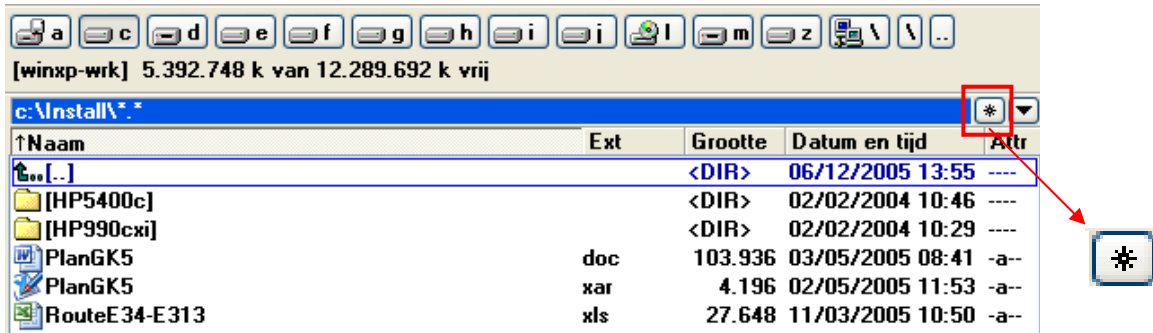 a c d e f g h i j l m z \ \ ..
[winxp-wrk] 5.392.748 k van 12.289.692 k vrij
c:\Install\*.* * ▼
↑Naam Ext Grootte Datum en tijd Attr
[..] <DIR> 06/12/2005 13:55 ----
[HP5400c] <DIR> 02/02/2004 10:46 ----
[HP990cxi] <DIR> 02/02/2004 10:29 ----
PlanGK5 doc 103.936 03/05/2005 08:41 -a--
PlanGK5 xar 4.196 02/05/2005 11:53 -a--
RouteE34-E313 xls 27.648 11/03/2005 10:50 -a--
*